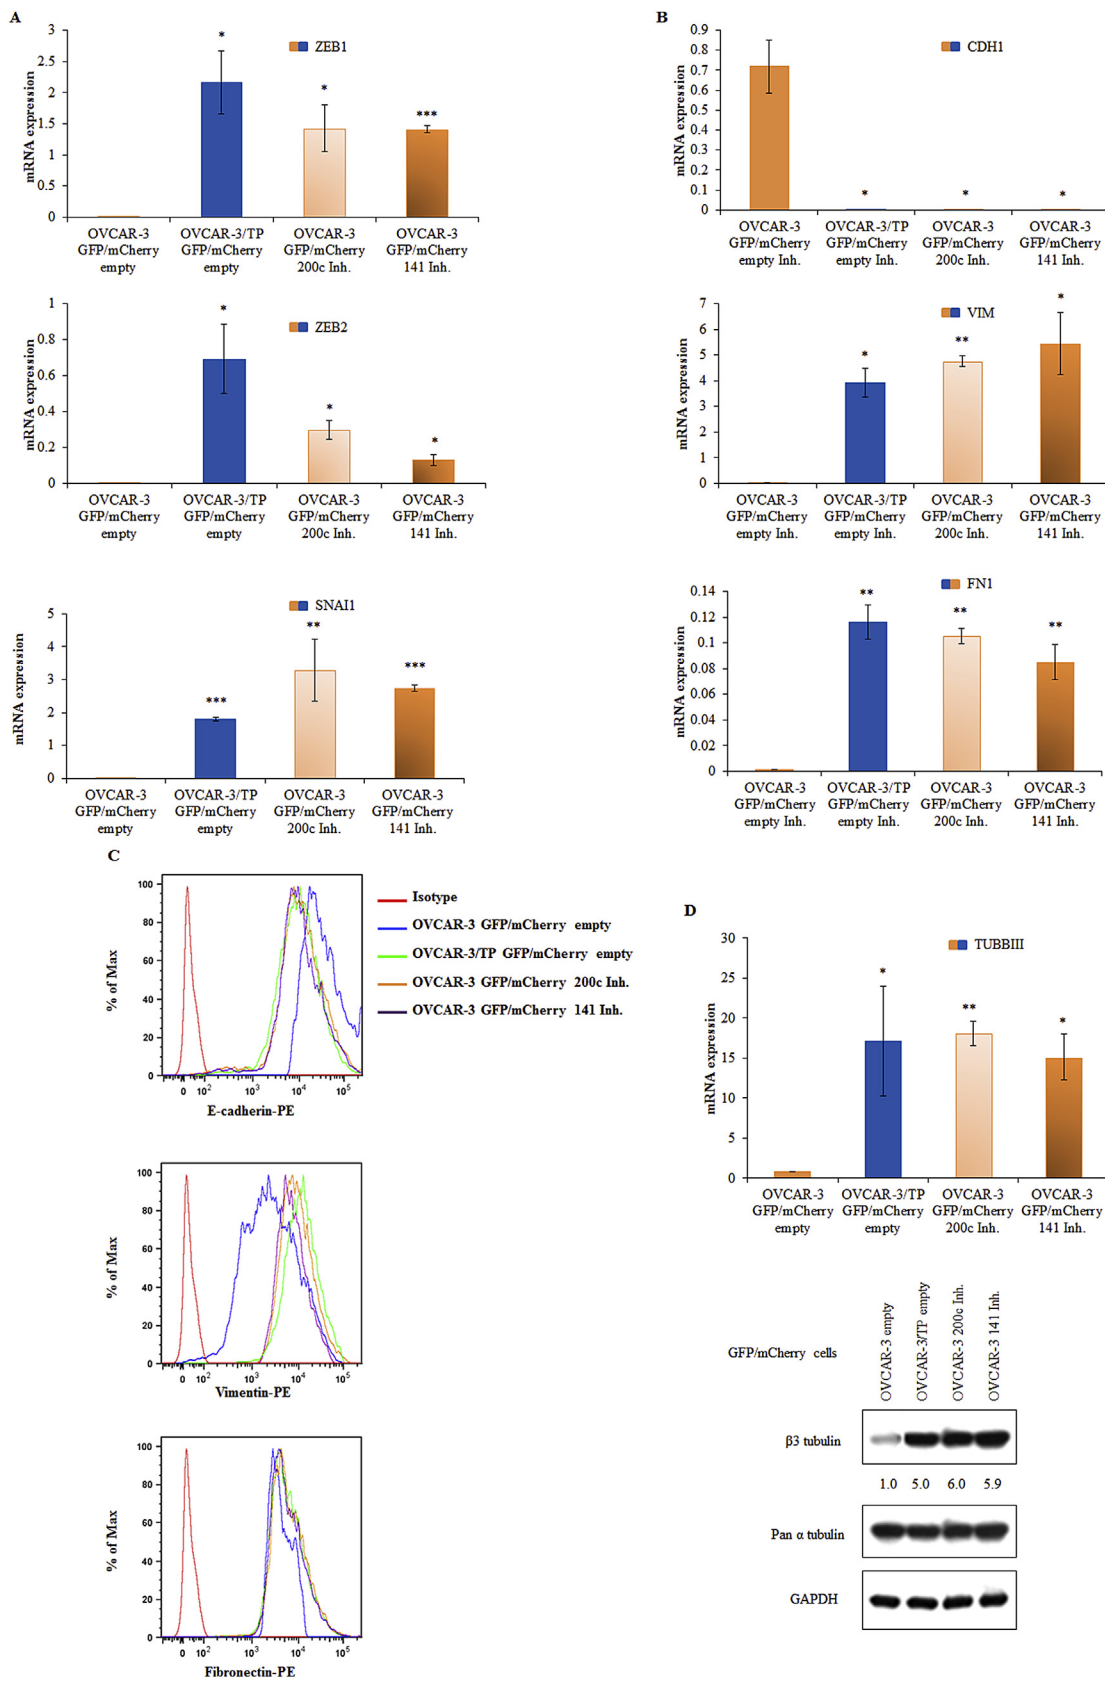 A
ZEB1
mRNA expression
3
2.5
2
1.5
1
0.5
0
*
*
***
OVCAR-3 GFP/mCherry empty
OVCAR-3/TP GFP/mCherry empty
OVCAR-3 GFP/mCherry 200c Inh.
OVCAR-3 GFP/mCherry 141 Inh.
ZEB2
mRNA expression
1
0.8
0.6
0.4
0.2
0
*
*
*
OVCAR-3 GFP/mCherry empty
OVCAR-3/TP GFP/mCherry empty
OVCAR-3 GFP/mCherry 200c Inh.
OVCAR-3 GFP/mCherry 141 Inh.
SNAI1
mRNA expression
5
4
3
2
1
0
***
**
***
OVCAR-3 GFP/mCherry empty
OVCAR-3/TP GFP/mCherry empty
OVCAR-3 GFP/mCherry 200c Inh.
OVCAR-3 GFP/mCherry 141 Inh.
B
CDH1
mRNA expression
0.9
0.8
0.7
0.6
0.5
0.4
0.3
0.2
0.1
0
*
*
*
OVCAR-3 GFP/mCherry empty Inh.
OVCAR-3/TP GFP/mCherry empty Inh.
OVCAR-3 GFP/mCherry 200c Inh.
OVCAR-3 GFP/mCherry 141 Inh.
VIM
mRNA expression
7
6
5
4
3
2
1
0
*
**
*
OVCAR-3 GFP/mCherry empty Inh.
OVCAR-3/TP GFP/mCherry empty Inh.
OVCAR-3 GFP/mCherry 200c Inh.
OVCAR-3 GFP/mCherry 141 Inh.
FN1
mRNA expression
0.14
0.12
0.1
0.08
0.06
0.04
0.02
0
**
**
**
OVCAR-3 GFP/mCherry empty Inh.
OVCAR-3/TP GFP/mCherry empty Inh.
OVCAR-3 GFP/mCherry 200c Inh.
OVCAR-3 GFP/mCherry 141 Inh.
C
% of Max
100
80
60
40
20
0
0 10² 10³ 10⁴ 10⁵
E-cadherin-PE
Isotype
OVCAR-3 GFP/mCherry empty
OVCAR-3/TP GFP/mCherry empty
OVCAR-3 GFP/mCherry 200c Inh.
OVCAR-3 GFP/mCherry 141 Inh.
% of Max
100
80
60
40
20
0
0 10² 10³ 10⁴ 10⁵
Vimentin-PE
% of Max
100
80
60
40
20
0
0 10² 10³ 10⁴ 10⁵
Fibronectin-PE
D
TUBBIII
mRNA expression
30
25
20
15
10
5
0
*
**
*
OVCAR-3 GFP/mCherry empty
OVCAR-3/TP GFP/mCherry empty
OVCAR-3 GFP/mCherry 200c Inh.
OVCAR-3 GFP/mCherry 141 Inh.
GFP/mCherry cells
OVCAR-3 empty
OVCAR-3/TP empty
OVCAR-3 200c Inh.
OVCAR-3 141 Inh.
β3 tubulin
1.0 5.0 6.0 5.9
Pan α tubulin
GAPDH